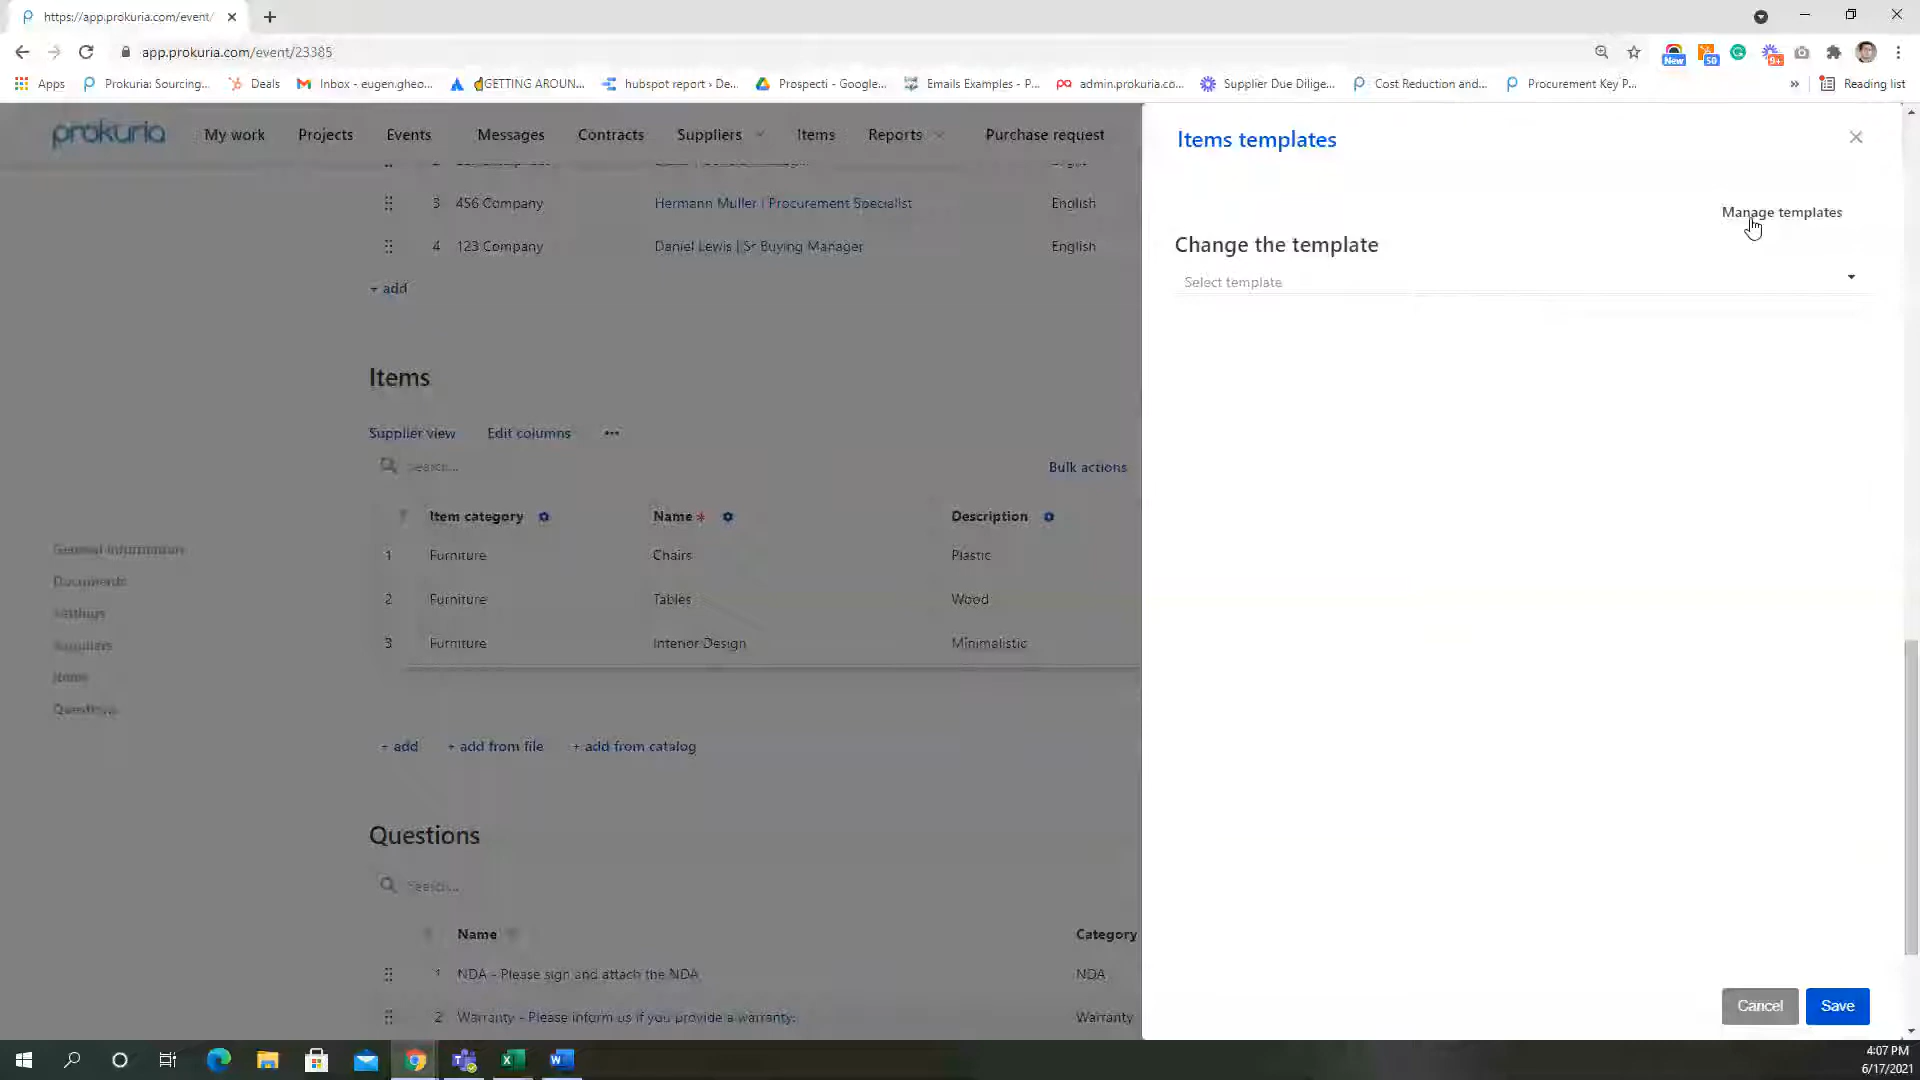 https://app.prokuria.com/event/
app.prokuria.com/event/23385
New
50
9+
Apps
Prokuria: Sourcing...
Deals
Inbox - eugen.gheo...
GETTING AROUN...
hubspot report › De...
Prospecti - Google...
Emails Examples - P...
admin.prokuria.co...
Supplier Due Dilige...
Cost Reduction and...
Procurement Key P...
»
Reading list
prokuria
My work
Projects
Events
Messages
Contracts
Suppliers
Items
Reports
Purchase request
Items templates
Manage templates
Change the template
Select template
3 456 Company Hermann Muller | Procurement Specialist English
4 123 Company Daniel Lewis | Sr Buying Manager English
+ add
Items
Supplier view Edit columns •••
Search... Bulk actions
Item category Name * Description
1 Furniture Chairs Plastic
2 Furniture Tables Wood
3 Furniture Interior Design Minimalistic
General Information
Documents
Settings
Suppliers
Items
Questions
+ add + add from file + add from catalog
Questions
Search...
Name Category
1 NDA - Please sign and attach the NDA NDA
2 Warranty - Please inform us if you provide a warranty: Warranty
Cancel Save
4:07 PM
6/17/2021